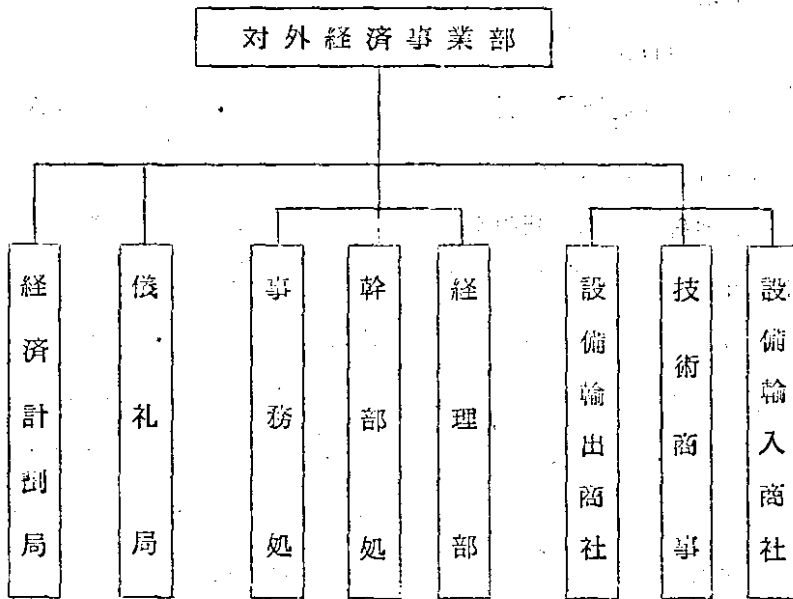 対外経済事業部
経済計劃局
儀礼局
事務処
幹部処
経理部
設備輸出商社
技術商事
設備輸入商社